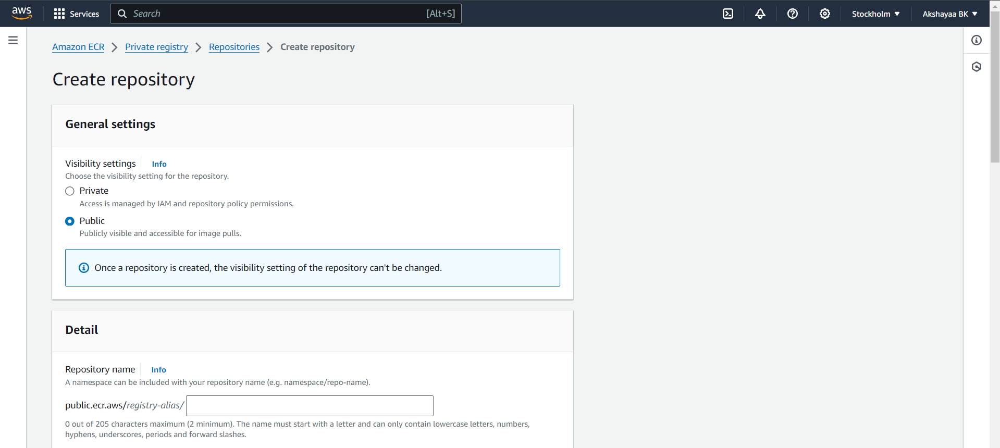 aws Services Search [Alt+S] Stockholm Akshayaa BK
Amazon ECR Private registry Repositories Create repository
Create repository
General settings
Visibility settings Info
Choose the visibility setting for the repository.
Private
Access is managed by IAM and repository policy permissions.
Public
Publicly visible and accessible for image pulls.
Once a repository is created, the visibility setting of the repository can't be changed.
Detail
Repository name Info
A namespace can be included with your repository name (e.g. namespace/repo-name).
public.ecr.aws/registry-alias/
0 out of 205 characters maximum (2 minimum). The name must start with a letter and can only contain lowercase letters, numbers,
hyphens, underscores, periods and forward slashes.